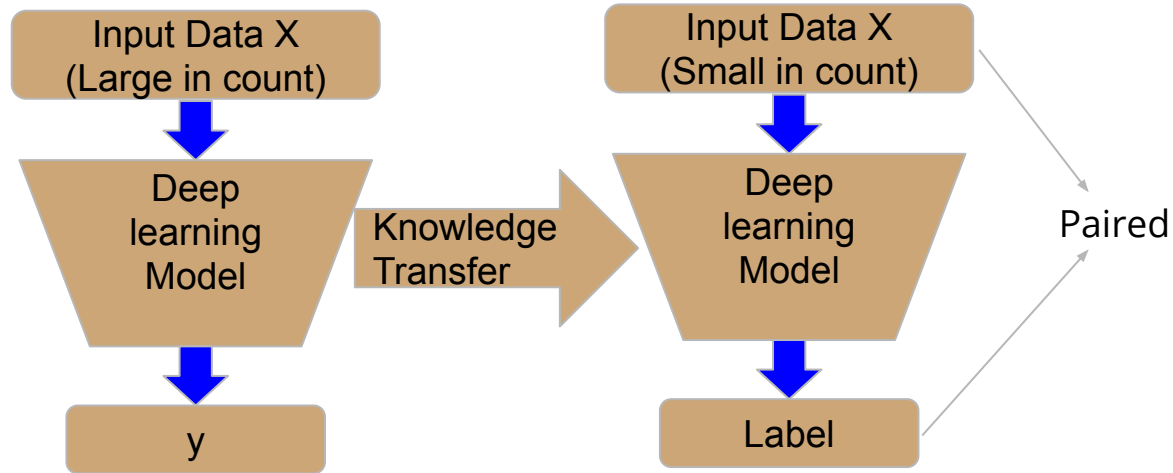 Input Data X
(Large in count)
Deep
learning
Model
y
Knowledge
Transfer
Input Data X
(Small in count)
Deep
learning
Model
Label
Paired